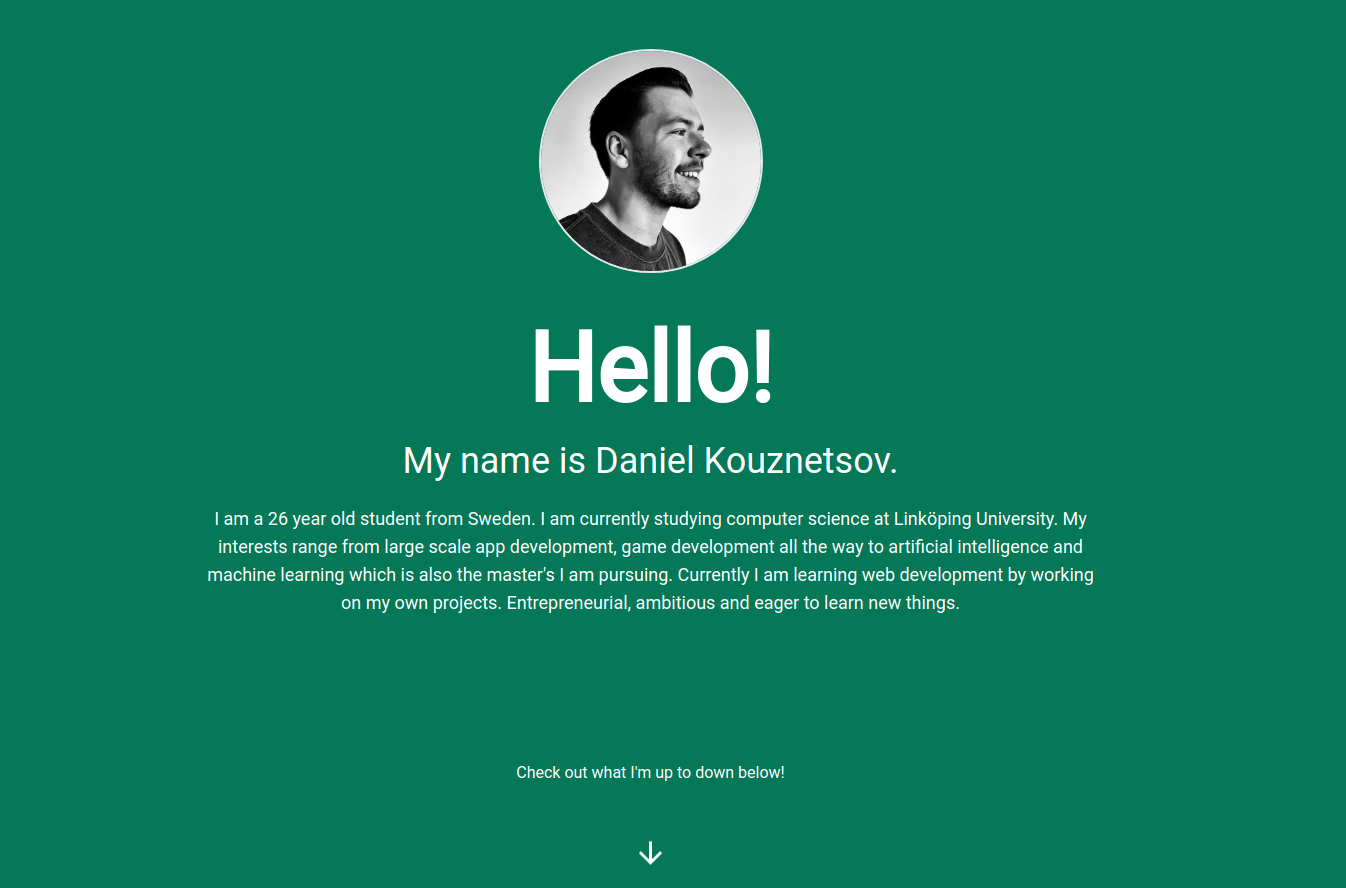 Hello!
My name is Daniel Kouznetsov.
I am a 26 year old student from Sweden. I am currently studying computer science at Linköping University. My
interests range from large scale app development, game development all the way to artificial intelligence and
machine learning which is also the master's I am pursuing. Currently I am learning web development by working
on my own projects. Entrepreneurial, ambitious and eager to learn new things.
Check out what I'm up to down below!